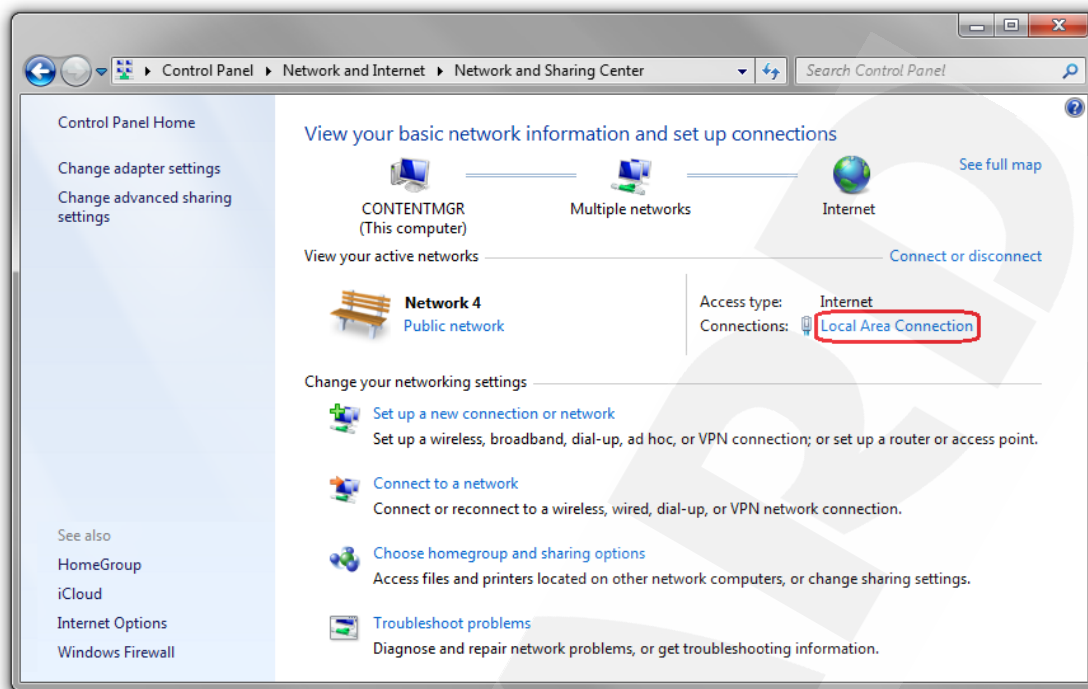 Control Panel ▸ Network and Internet ▸ Network and Sharing Center
Search Control Panel
Control Panel Home
Change adapter settings
Change advanced sharing
settings
See also
HomeGroup
iCloud
Internet Options
Windows Firewall
View your basic network information and set up connections
See full map
CONTENTMGR
(This computer)
Multiple networks
Internet
View your active networks
Connect or disconnect
Network 4
Public network
Access type: Internet
Connections: Local Area Connection
Change your networking settings
Set up a new connection or network
Set up a wireless, broadband, dial-up, ad hoc, or VPN connection; or set up a router or access point.
Connect to a network
Connect or reconnect to a wireless, wired, dial-up, or VPN network connection.
Choose homegroup and sharing options
Access files and printers located on other network computers, or change sharing settings.
Troubleshoot problems
Diagnose and repair network problems, or get troubleshooting information.